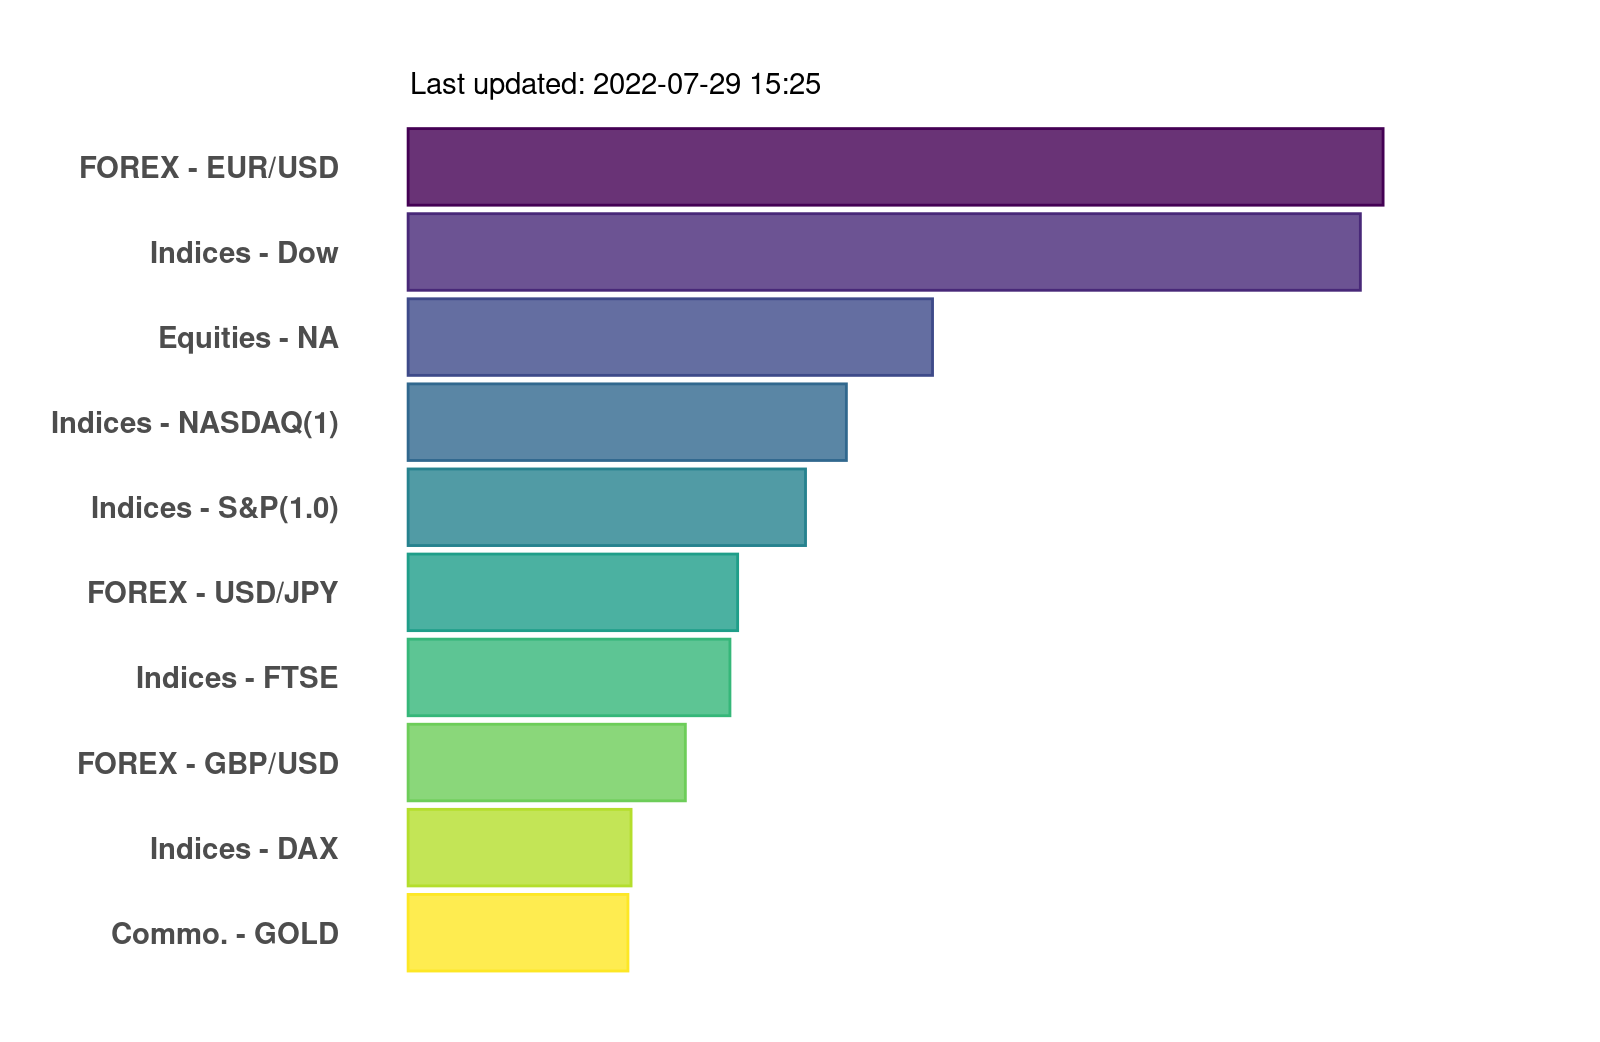 Last updated: 2022-07-29 15:25
FOREX - EUR/USD
Indices - Dow
Equities - NA
Indices - NASDAQ(1)
Indices - S&P(1.0)
FOREX - USD/JPY
Indices - FTSE
FOREX - GBP/USD
Indices - DAX
Commo. - GOLD